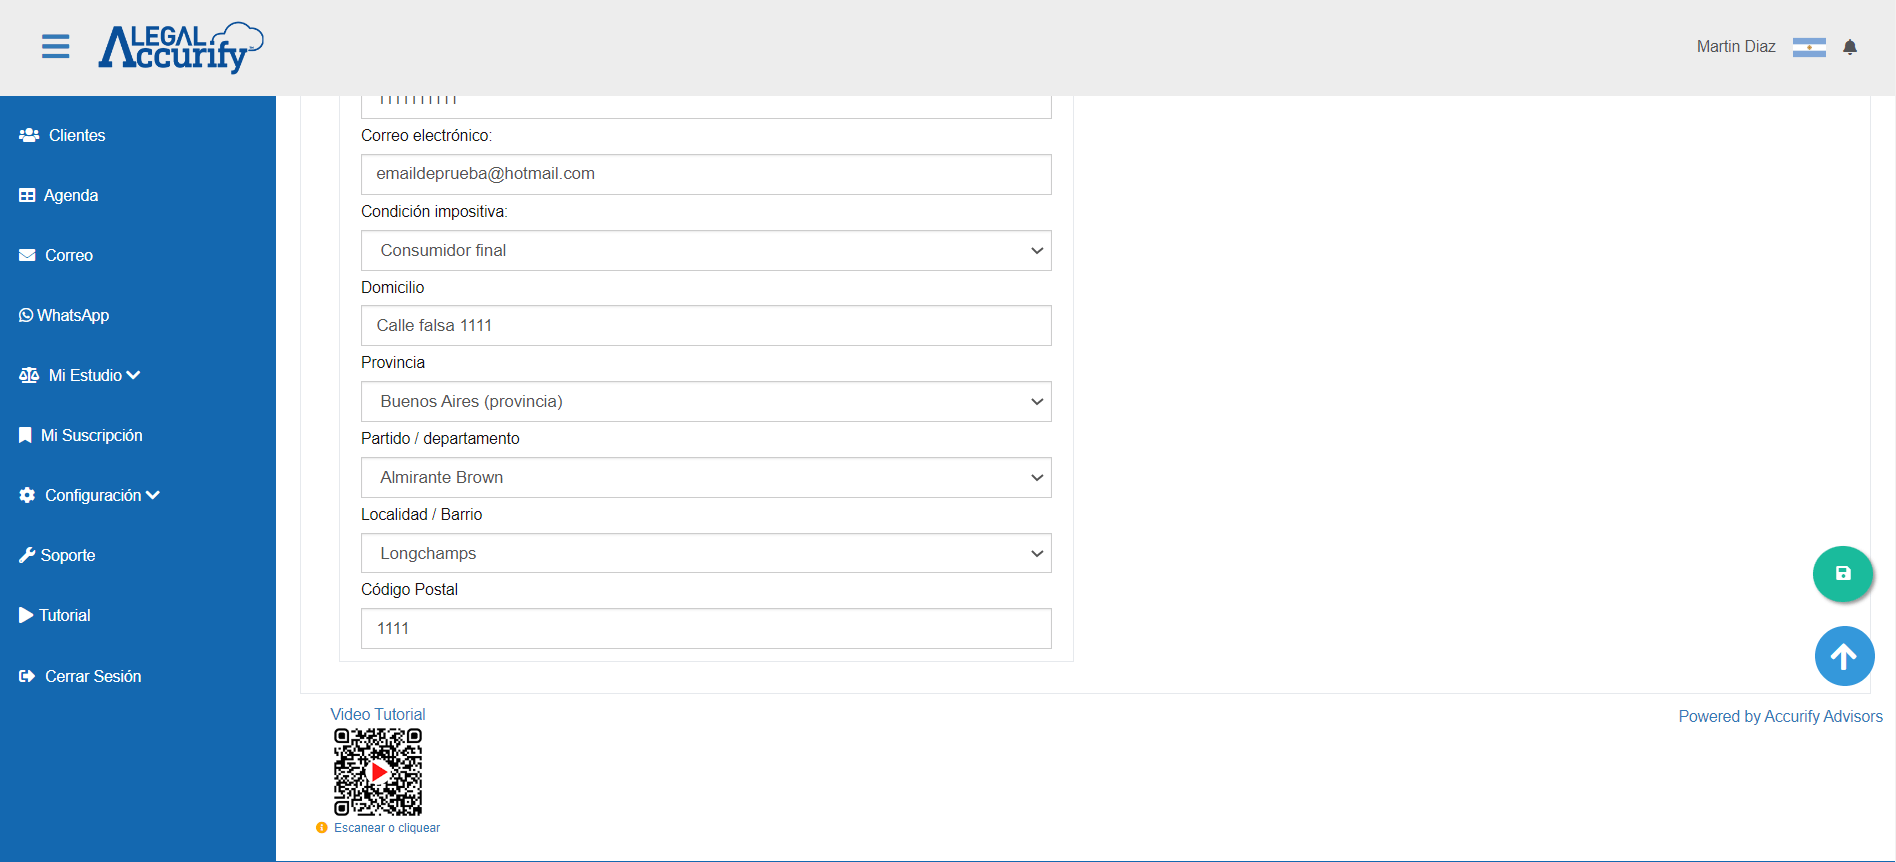 LEGAL
Accurify
Martin Diaz
Clientes
Agenda
Correo
WhatsApp
Mi Estudio
Mi Suscripción
Configuración
Soporte
Tutorial
Cerrar Sesión
1111111111
Correo electrónico:
emaildeprueba@hotmail.com
Condición impositiva:
Consumidor final
Domicilio
Calle falsa 1111
Provincia
Buenos Aires (provincia)
Partido / departamento
Almirante Brown
Localidad / Barrio
Longchamps
Código Postal
1111
Video Tutorial
Escanear o cliquear
Powered by Accurify Advisors